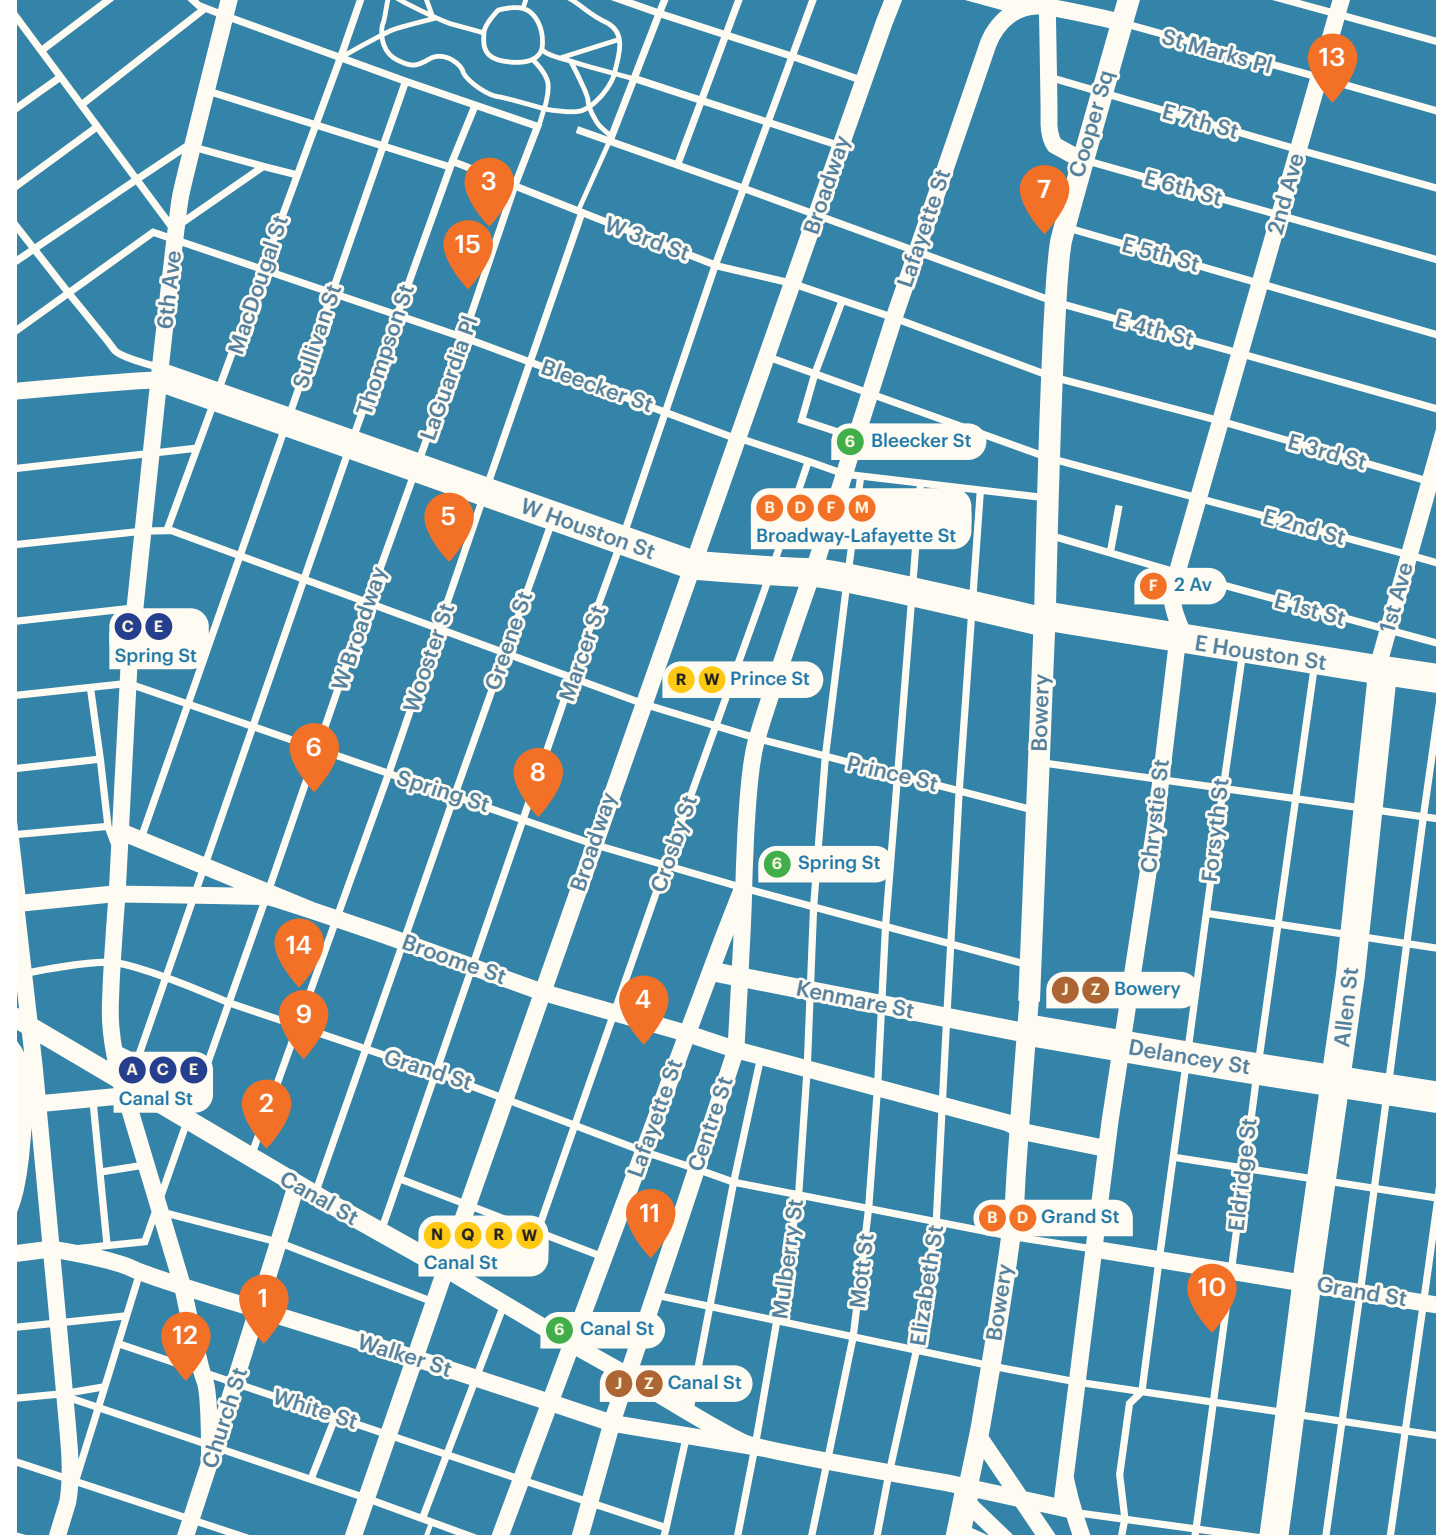 St Marks Pl
13
E 7th St
Cooper Sq
3
7
E 6th St
Broadway
Lafayette St
2nd Ave
15
W 3rd St
E 5th St
6th Ave
MacDougal St
Sullivan St
Thompson St
LaGuardia Pl
E 4th St
Bleecker St
6 Bleecker St
E 3rd St
5
W Houston St
B D F M
Broadway-Lafayette St
E 2nd St
F 2 Av
E 1st St
1st Ave
C E
Spring St
W Broadway
Wooster St
Greene St
Marcer St
E Houston St
R W Prince St
Bowery
6
8
Spring St
Prince St
Broadway
Crosby St
Chrystie St
Forsyth St
6 Spring St
14
Broome St
4
Kenmare St
J Z Bowery
Allen St
9
Grand St
Delancey St
A C E
Canal St
2
Lafayette St
Centre St
Eldridge St
Canal St
11
N Q R W
Canal St
B D Grand St
Mulberry St
Mott St
Elizabeth St
Bowery
10
Grand St
1
12
6 Canal St
Walker St
J Z Canal St
Church St
White St